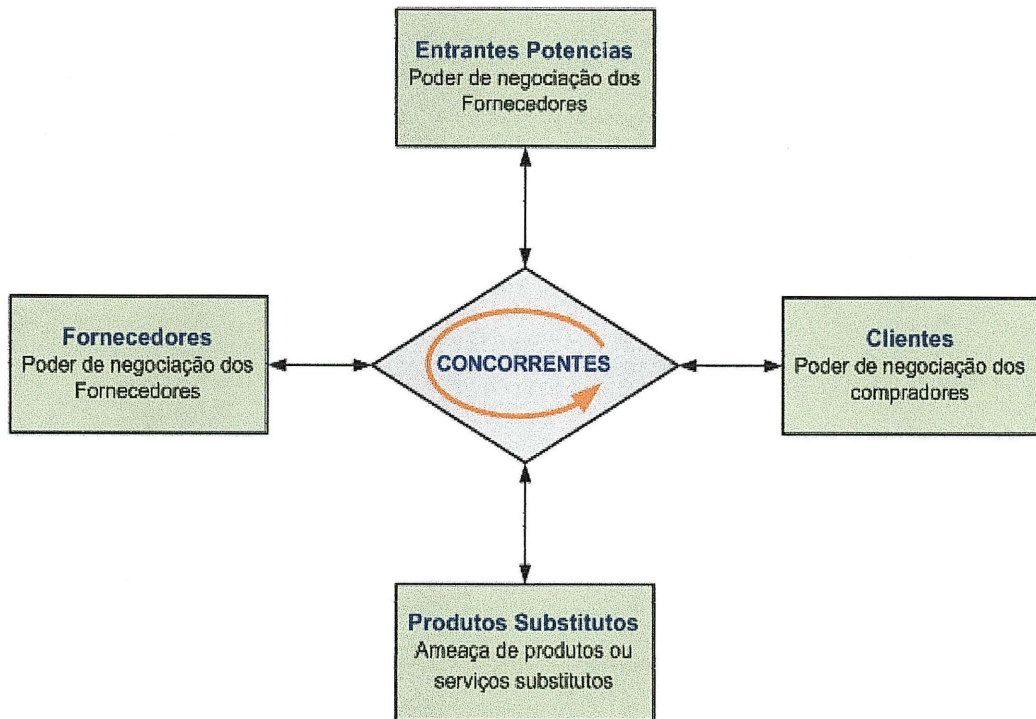 Entrantes Potencias
Poder de negociação dos
Fornecedores
Fornecedores
Poder de negociação dos
Fornecedores
CONCORRENTES
Clientes
Poder de negociação dos
compradores
Produtos Substitutos
Ameaça de produtos ou
serviços substitutos